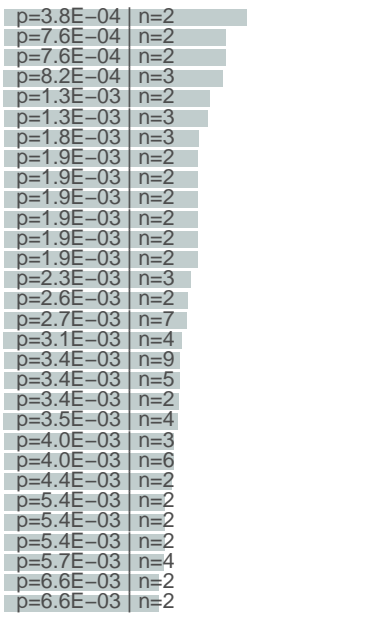 p=3.8E−04 | n=2
p=7.6E−04 | n=2
p=7.6E−04 | n=2
p=8.2E−04 | n=3
p=1.3E−03 | n=2
p=1.3E−03 | n=3
p=1.8E−03 | n=3
p=1.9E−03 | n=2
p=1.9E−03 | n=2
p=1.9E−03 | n=2
p=1.9E−03 | n=2
p=1.9E−03 | n=2
p=1.9E−03 | n=2
p=2.3E−03 | n=3
p=2.6E−03 | n=2
p=2.7E−03 | n=7
p=3.1E−03 | n=4
p=3.4E−03 | n=9
p=3.4E−03 | n=5
p=3.4E−03 | n=2
p=3.5E−03 | n=4
p=4.0E−03 | n=3
p=4.0E−03 | n=6
p=4.4E−03 | n=2
p=5.4E−03 | n=2
p=5.4E−03 | n=2
p=5.4E−03 | n=2
p=5.7E−03 | n=4
p=6.6E−03 | n=2
p=6.6E−03 | n=2